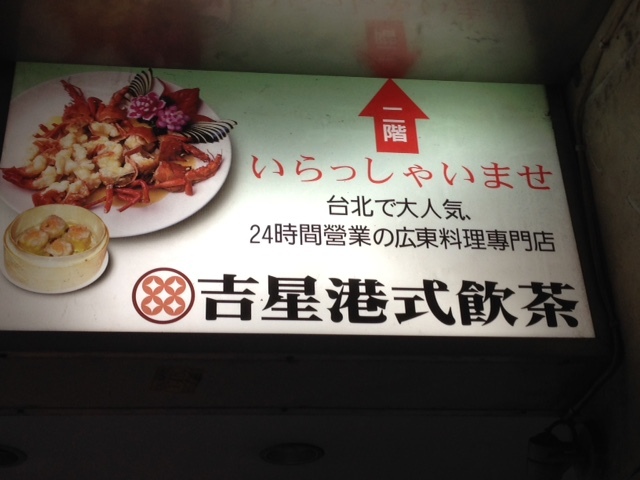 二階
いらっしゃいませ
台北で大人気、
24時間營業の広東料理專門店
吉星港式飲茶